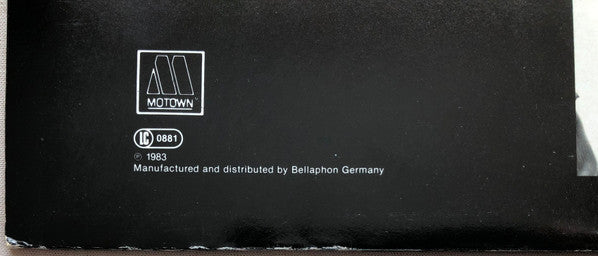 MOTOWN
LC 0881
℗ 1983
Manufactured and distributed by Bellaphon Germany